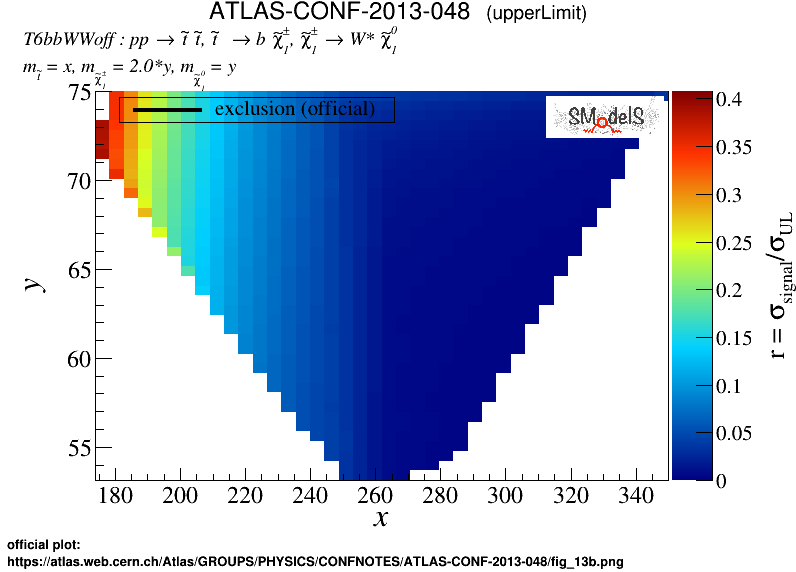 ATLAS-CONF-2013-048 (upperLimit)
T6bbWWoff : pp → t̃ t̃, t̃ → b χ̃₁±, χ̃₁± → W* χ̃₁⁰
m_t̃ = x, m_χ̃₁± = 2.0*y, m_χ̃₁⁰ = y
exclusion (official)
SModelS
75
70
65
60
55
y
180 200 220 240 260 280 300 320 340
x
0.4
0.35
0.3
0.25
0.2
0.15
0.1
0.05
0
r = σ_signal/σ_UL
official plot:
https://atlas.web.cern.ch/Atlas/GROUPS/PHYSICS/CONFNOTES/ATLAS-CONF-2013-048/fig_13b.png